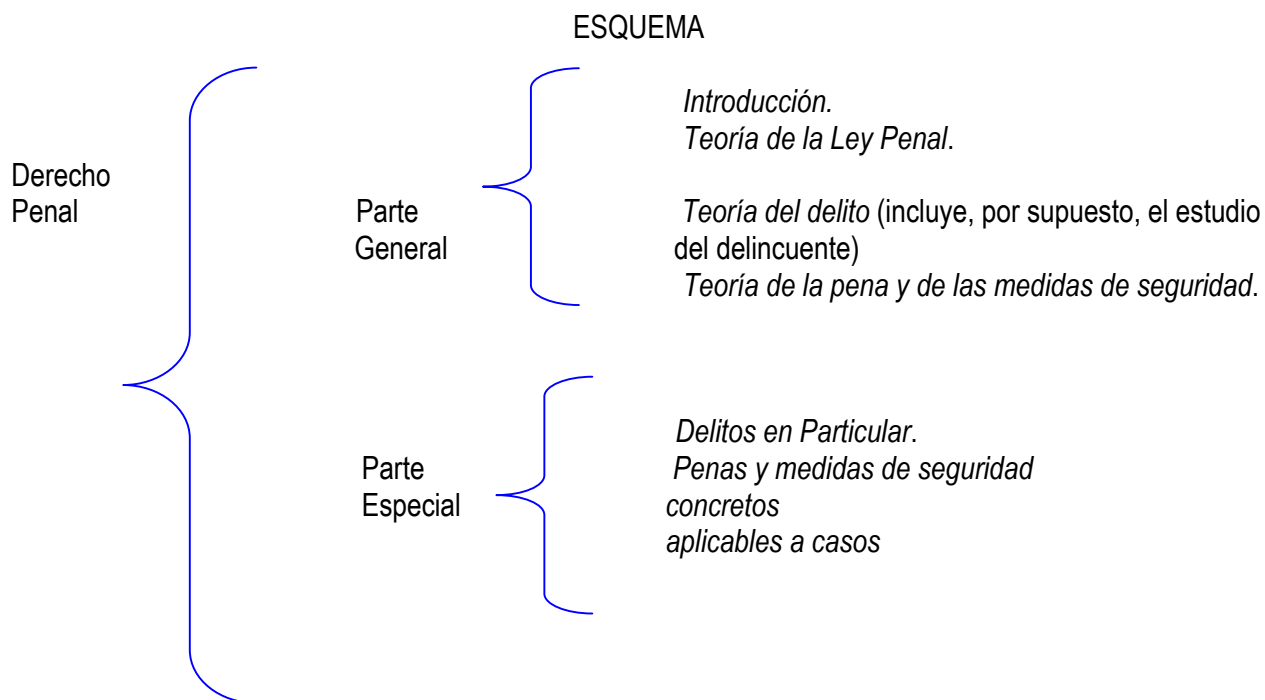 ESQUEMA
Derecho
Penal
Parte
General
Introducción.
Teoría de la Ley Penal.
Teoría del delito (incluye, por supuesto, el estudio
del delincuente)
Teoría de la pena y de las medidas de seguridad.
Parte
Especial
Delitos en Particular.
Penas y medidas de seguridad
concretos
aplicables a casos